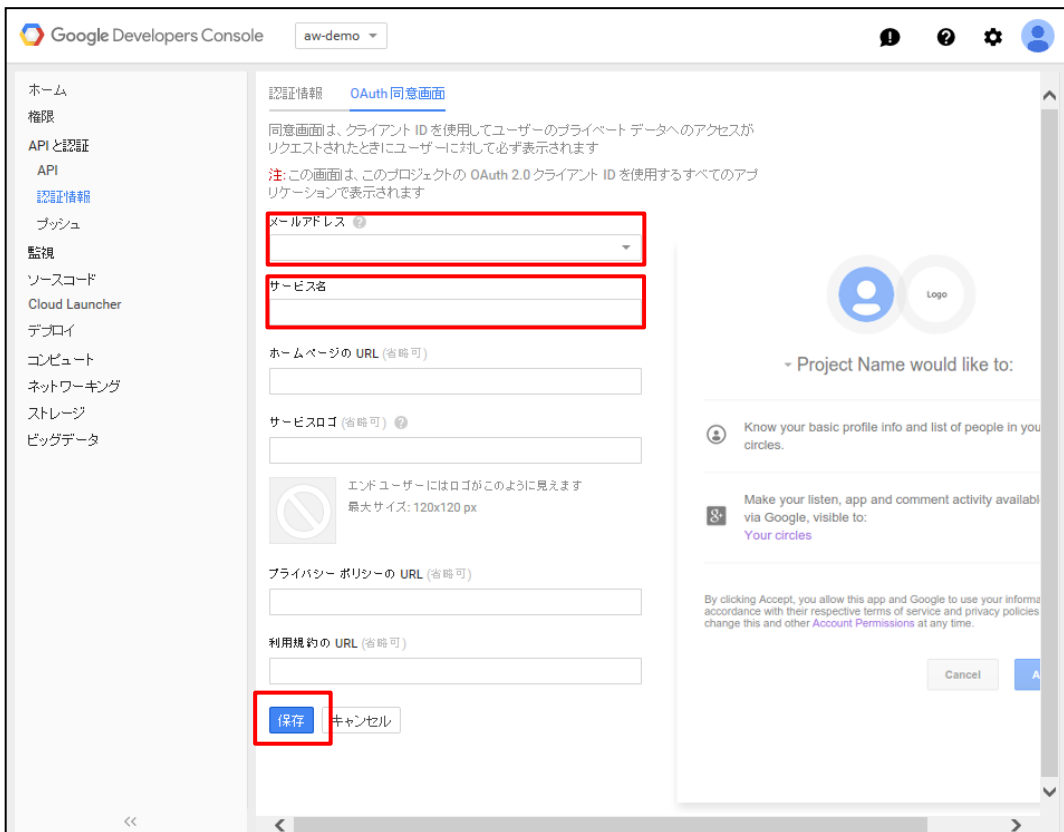 Google Developers Console
aw-demo
ホーム
権限
APIと認証
API
認証情報
プッシュ
監視
ソースコード
Cloud Launcher
デプロイ
コンピュート
ネットワーキング
ストレージ
ビッグデータ
認証情報 OAuth 同意画面
同意画面は、クライアント ID を使用してユーザーのプライベート データへのアクセスが
リクエストされたときにユーザーに対して必ず表示されます
注: この画面は、このプロジェクトの OAuth 2.0 クライアント ID を使用するすべてのアプ
リケーションで表示されます
メールアドレス
サービス名
ホームページの URL (省略可)
サービスロゴ (省略可)
エンドユーザーにはロゴがこのように見えます
最大サイズ: 120x120 px
プライバシー ポリシーの URL (省略可)
利用規約の URL (省略可)
保存 キャンセル
Logo
Project Name would like to:
Know your basic profile info and list of people in you
circles.
Make your listen, app and comment activity availabl
via Google, visible to:
Your circles
By clicking Accept, you allow this app and Google to use your informa
accordance with their respective terms of service and privacy policies
change this and other Account Permissions at any time.
Cancel A